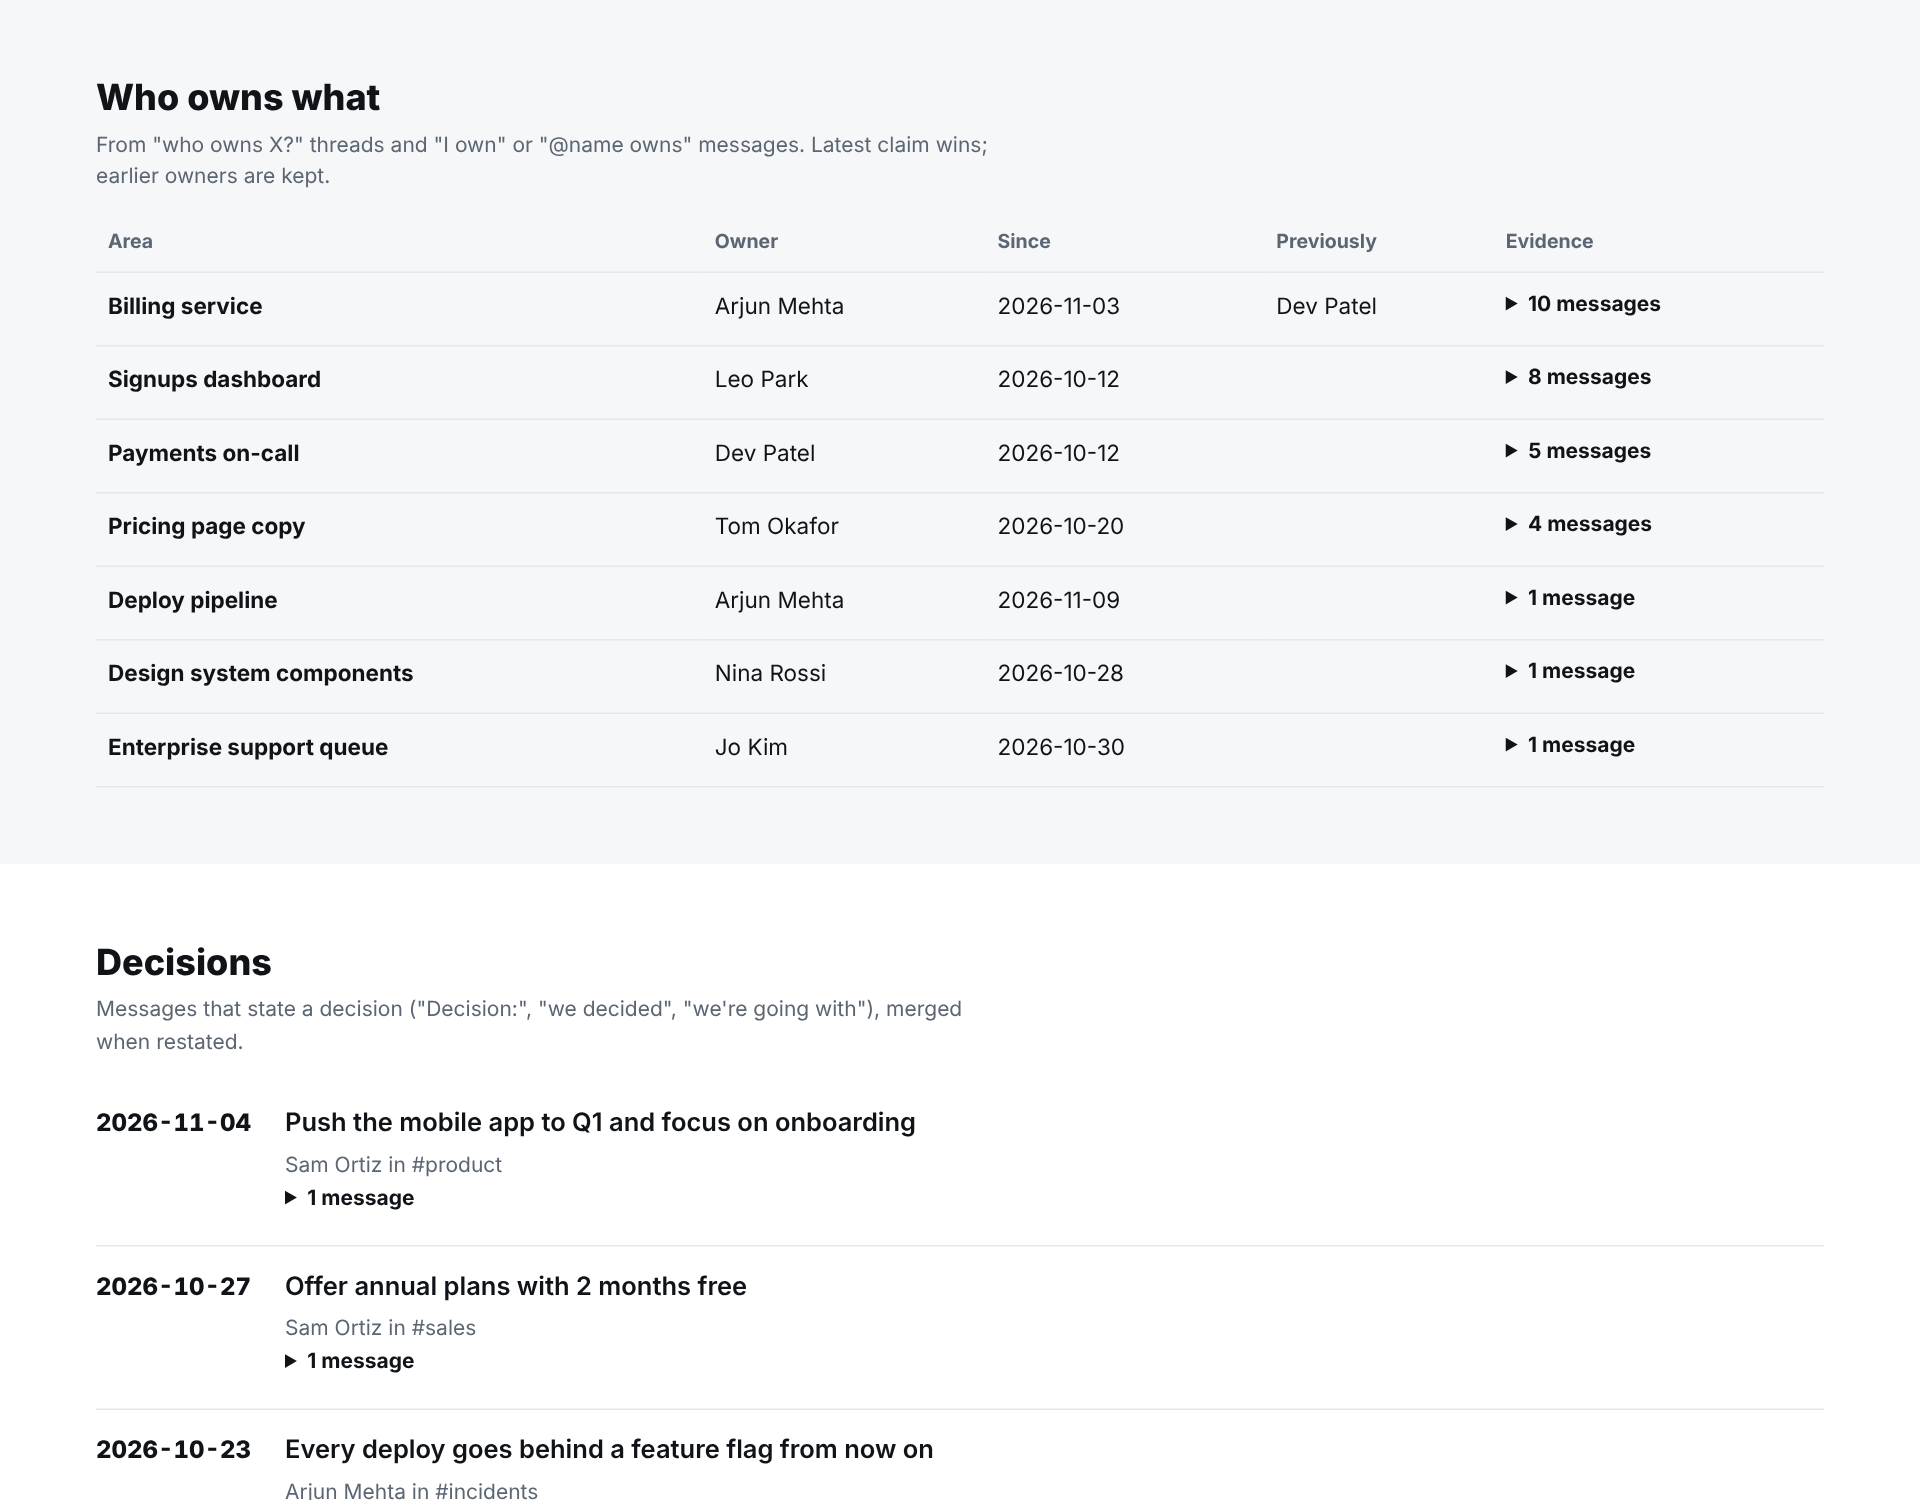 Who owns what
From "who owns X?" threads and "I own" or "@name owns" messages. Latest claim wins;
earlier owners are kept.
Area Owner Since Previously Evidence
Billing service Arjun Mehta 2026-11-03 Dev Patel ▶ 10 messages
Signups dashboard Leo Park 2026-10-12 ▶ 8 messages
Payments on-call Dev Patel 2026-10-12 ▶ 5 messages
Pricing page copy Tom Okafor 2026-10-20 ▶ 4 messages
Deploy pipeline Arjun Mehta 2026-11-09 ▶ 1 message
Design system components Nina Rossi 2026-10-28 ▶ 1 message
Enterprise support queue Jo Kim 2026-10-30 ▶ 1 message
Decisions
Messages that state a decision ("Decision:", "we decided", "we're going with"), merged
when restated.
2026-11-04 Push the mobile app to Q1 and focus on onboarding
Sam Ortiz in #product
▶ 1 message
2026-10-27 Offer annual plans with 2 months free
Sam Ortiz in #sales
▶ 1 message
2026-10-23 Every deploy goes behind a feature flag from now on
Arjun Mehta in #incidents